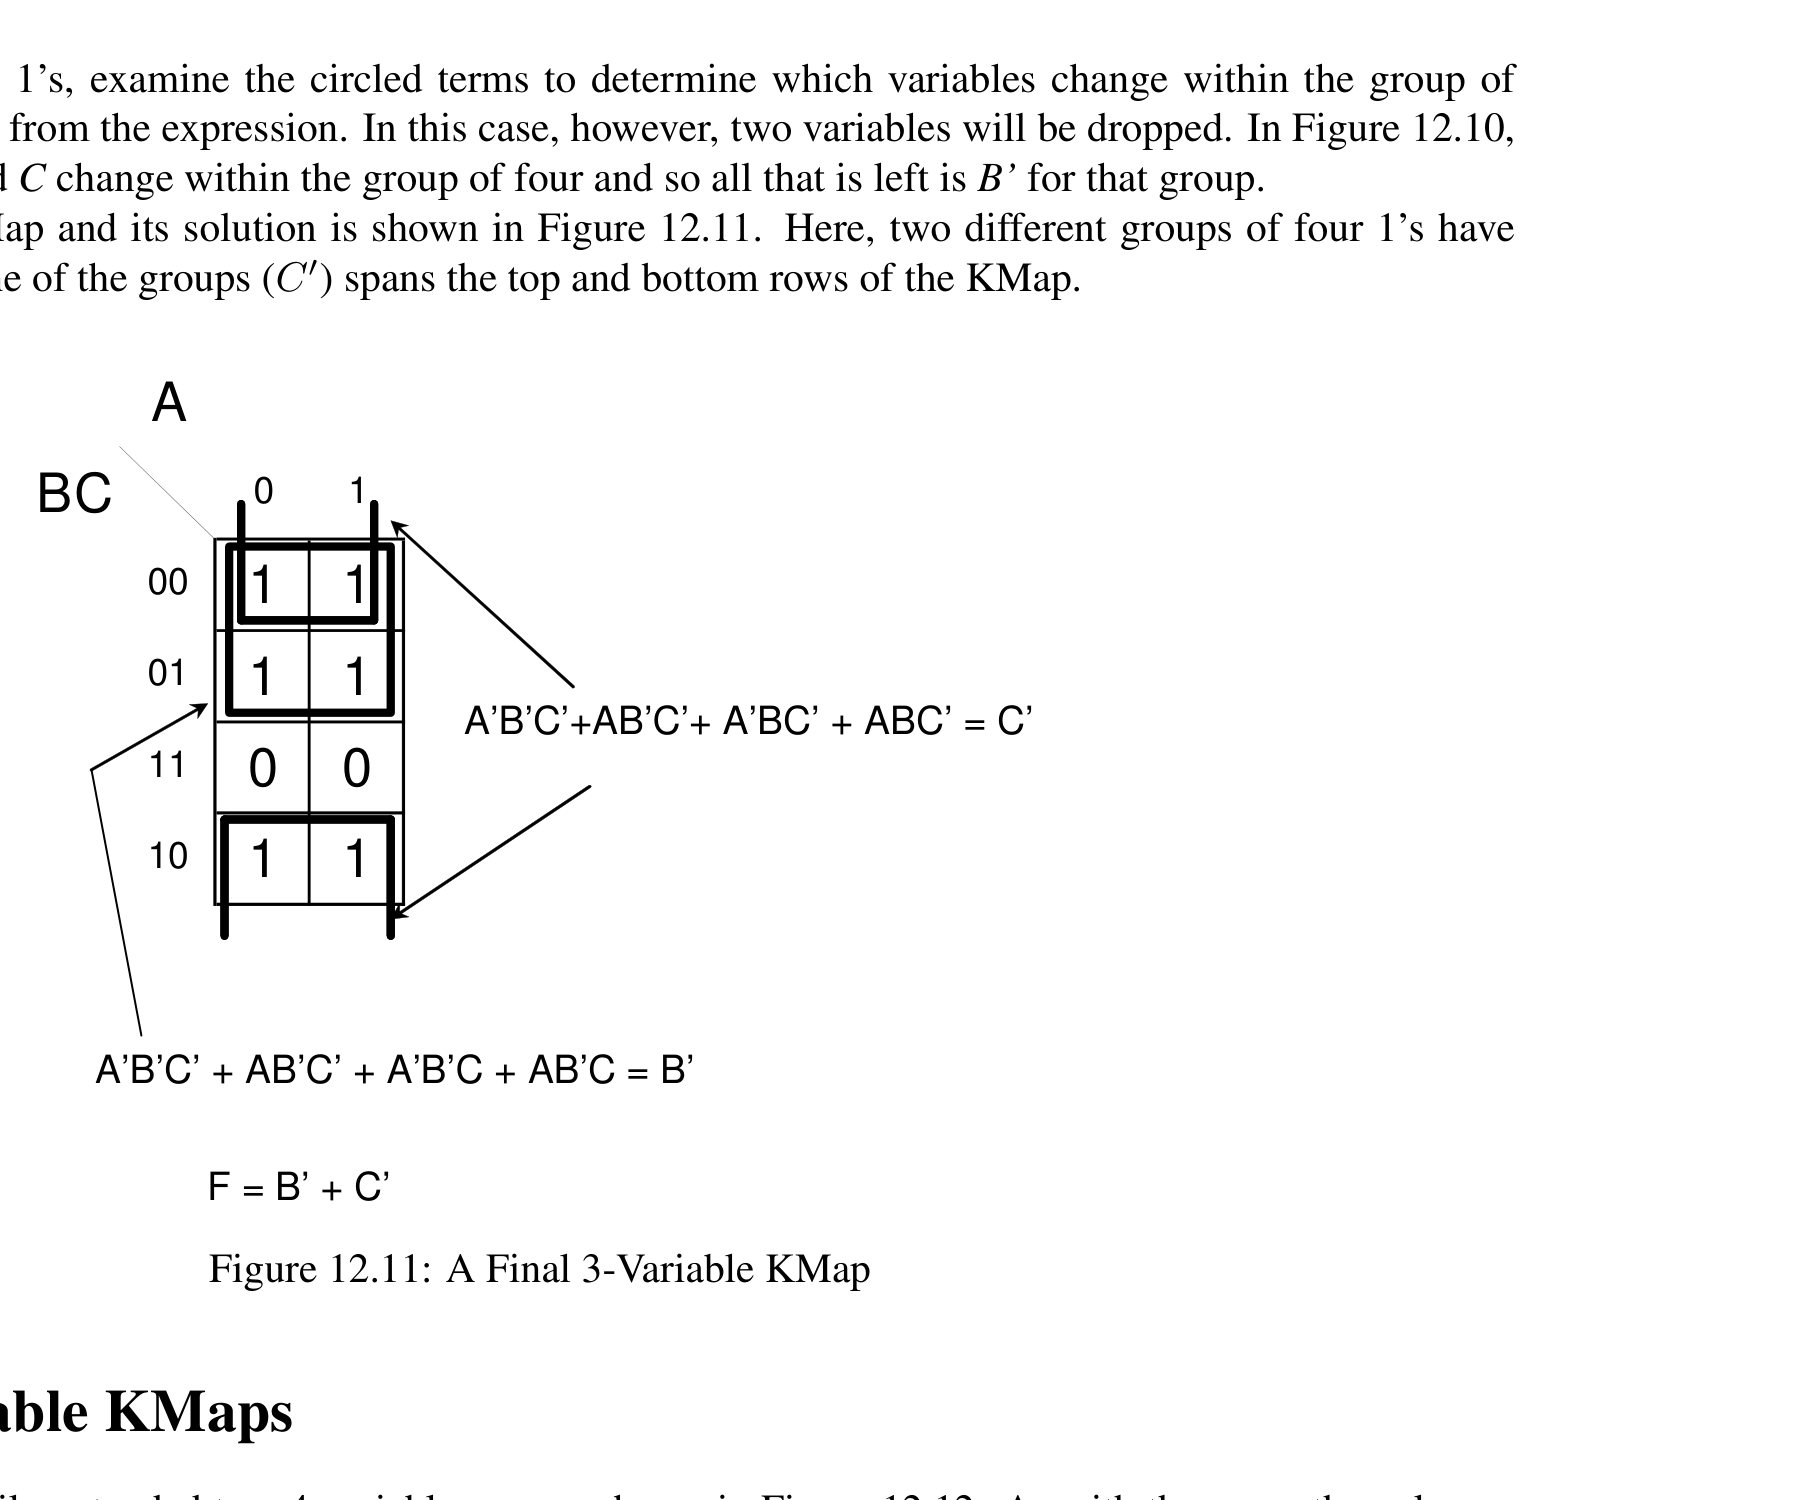 1’s, examine the circled terms to determine which variables change within the group of
from the expression. In this case, however, two variables will be dropped. In Figure 12.10,
C change within the group of four and so all that is left is B’ for that group.
and its solution is shown in Figure 12.11. Here, two different groups of four 1’s have
of the groups (C′) spans the top and bottom rows of the KMap.
A
BC
0 1
00 1 1
01 1 1
A’B’C’+AB’C’+ A’BC’ + ABC’ = C’
11 0 0
10 1 1
A’B’C’ + AB’C’ + A’B’C + AB’C = B’
F = B’ + C’
Figure 12.11: A Final 3-Variable KMap
KMaps